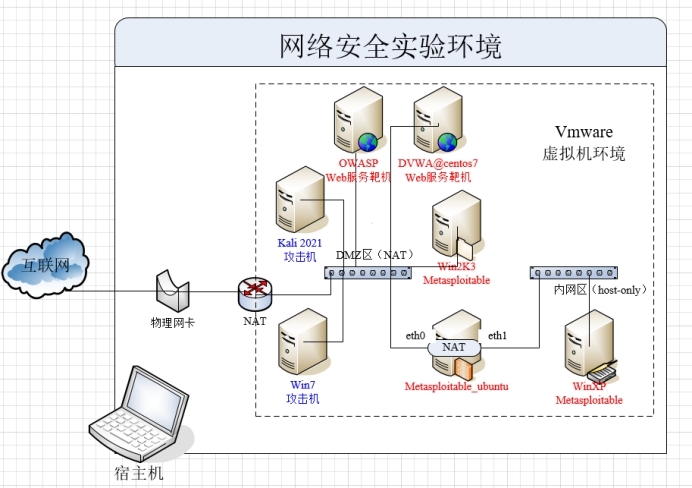 网络安全实验环境
Vmware
虚拟机环境
OWASP
Web服务靶机
DVWA@centos7
Web服务靶机
Kali 2021
攻击机
DMZ区（NAT）
Win2K3
Metasploitable
互联网
物理网卡
NAT
内网区（host-only）
eth0
eth1
NAT
Metasploitable_ubuntu
Win7
攻击机
WinXP
Metasploitable
宿主机